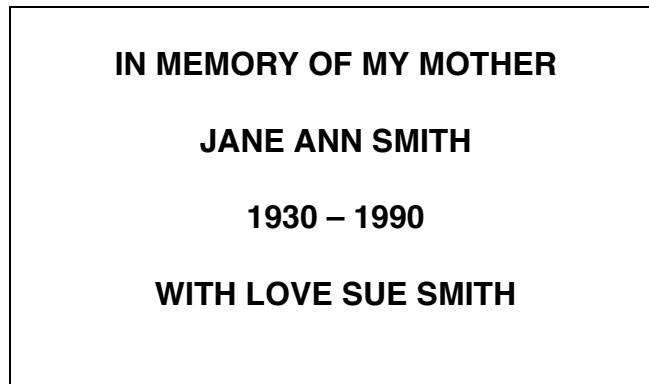 IN MEMORY OF MY MOTHER
JANE ANN SMITH
1930 – 1990
WITH LOVE SUE SMITH